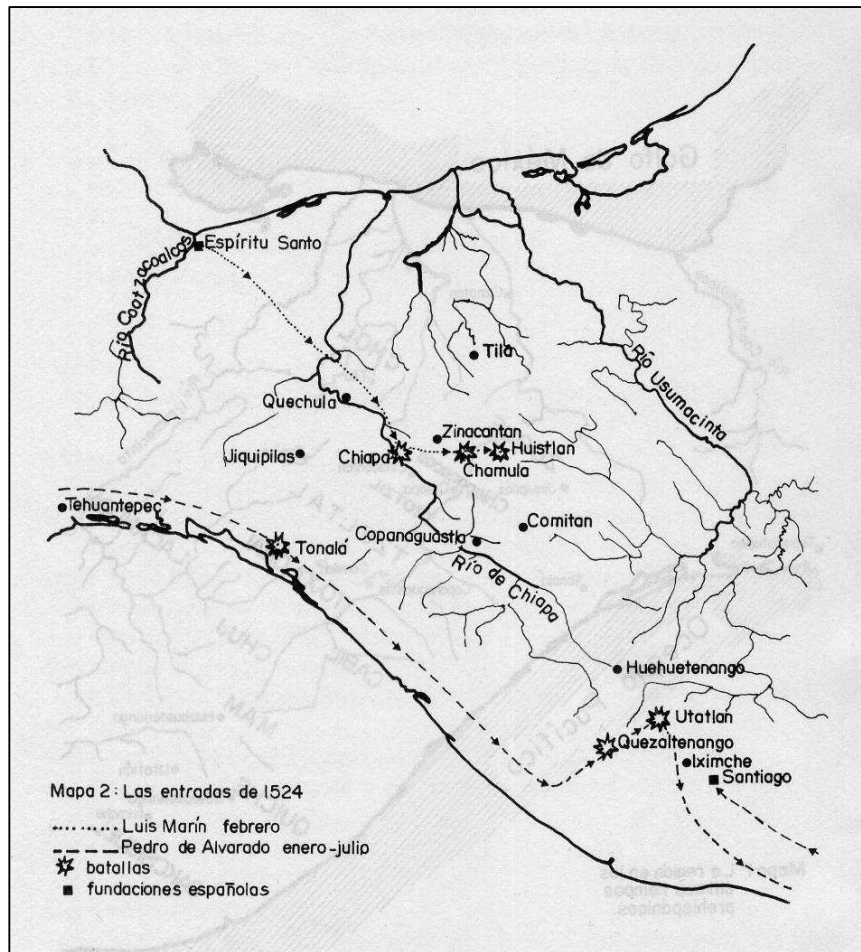 Espíritu Santo
Río Coatzacoalcos
Tila
Río Usumacinta
Quechula
Zinacantan
Jiquipilas
Chiapa
Huistlan
Chamula
Tehuantepec
Comitan
Copanaguastla
Tonalá
Río de Chiapa
Huehuetenango
Utatlan
Quezaltenango
Iximche
Santiago
Mapa 2: Las entradas de 1524
Luis Marín febrero
Pedro de Alvarado enero-julio
batallas
fundaciones españolas